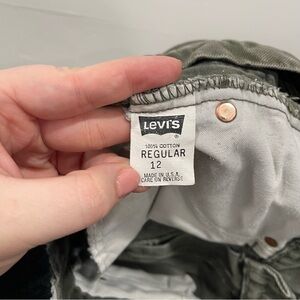 LEVI'S
®
100% COTTON
REGULAR
12
MADE IN U.S.A.
CARE ON REVERSE